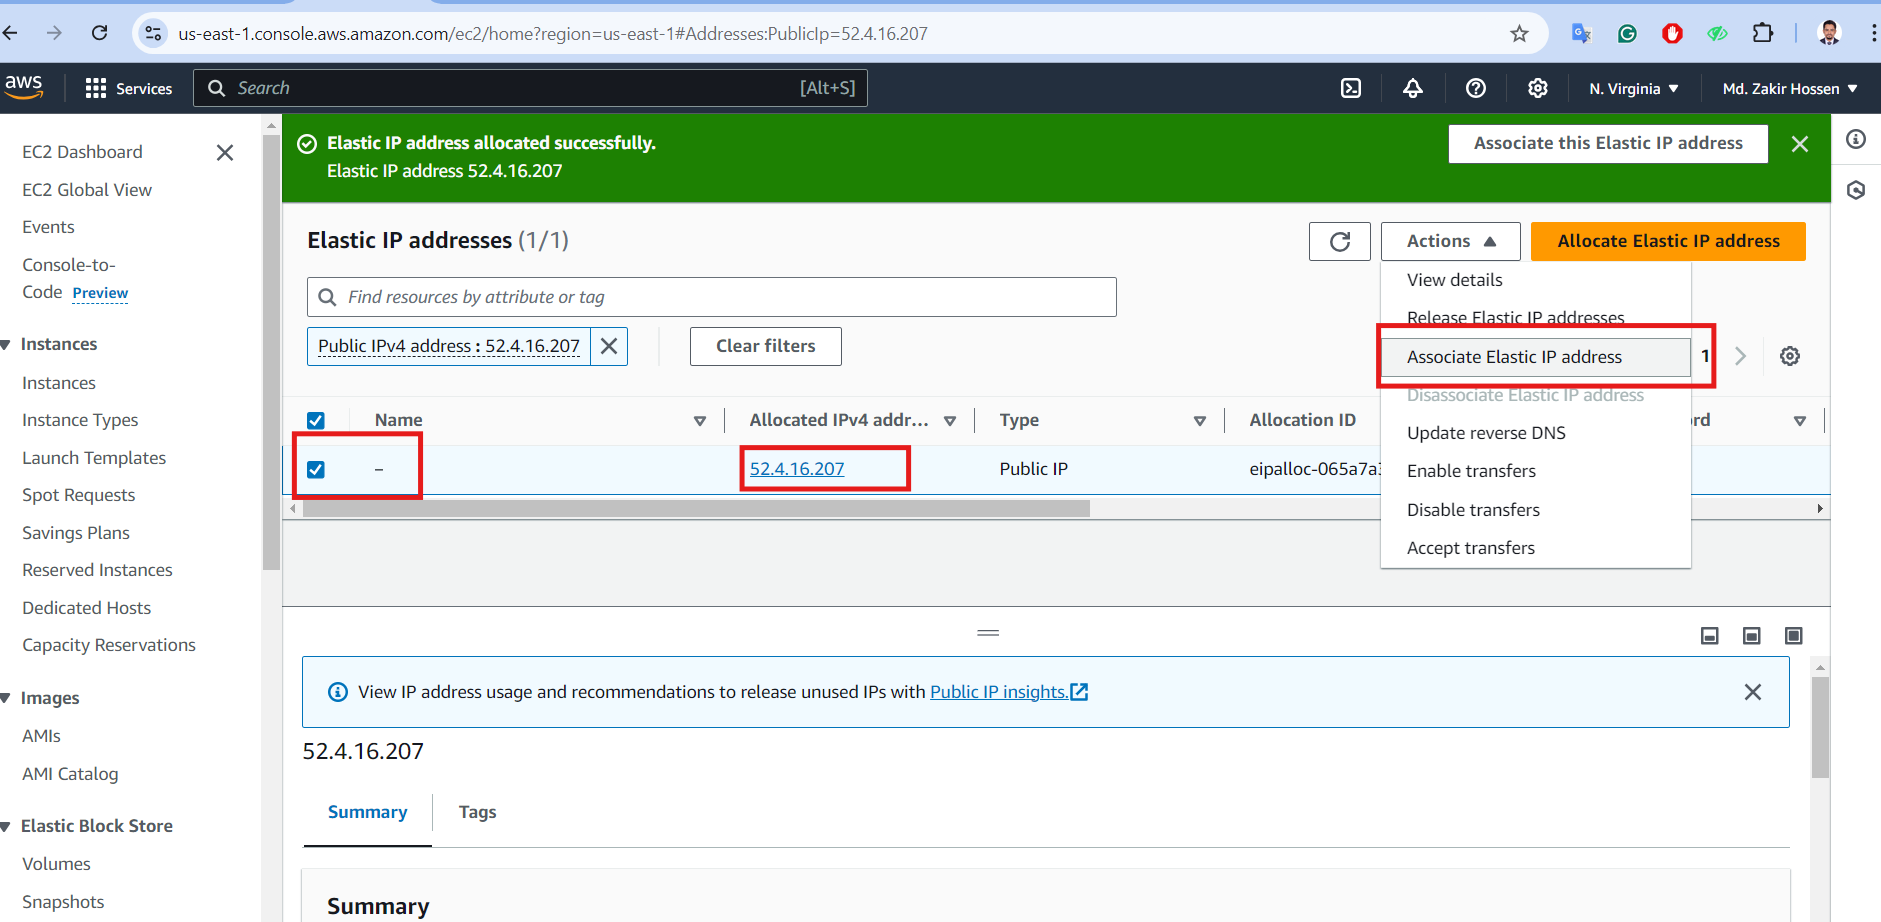 us-east-1.console.aws.amazon.com/ec2/home?region=us-east-1#Addresses:PublicIp=52.4.16.207
aws
Services
Search
[Alt+S]
N. Virginia ▼
Md. Zakir Hossen ▼
EC2 Dashboard
EC2 Global View
Events
Console-to-
Code Preview
Instances
Instances
Instance Types
Launch Templates
Spot Requests
Savings Plans
Reserved Instances
Dedicated Hosts
Capacity Reservations
Images
AMIs
AMI Catalog
Elastic Block Store
Volumes
Snapshots
Elastic IP address allocated successfully.
Elastic IP address 52.4.16.207
Associate this Elastic IP address
Elastic IP addresses (1/1)
Actions ▲
Allocate Elastic IP address
Find resources by attribute or tag
Public IPv4 address : 52.4.16.207
Clear filters
View details
Release Elastic IP addresses
Associate Elastic IP address
1
Disassociate Elastic IP address
Update reverse DNS
Enable transfers
Disable transfers
Accept transfers
Name
Allocated IPv4 addr...
Type
Allocation ID
rd
–
52.4.16.207
Public IP
eipalloc-065a7a3
View IP address usage and recommendations to release unused IPs with Public IP insights.
52.4.16.207
Summary
Tags
Summary